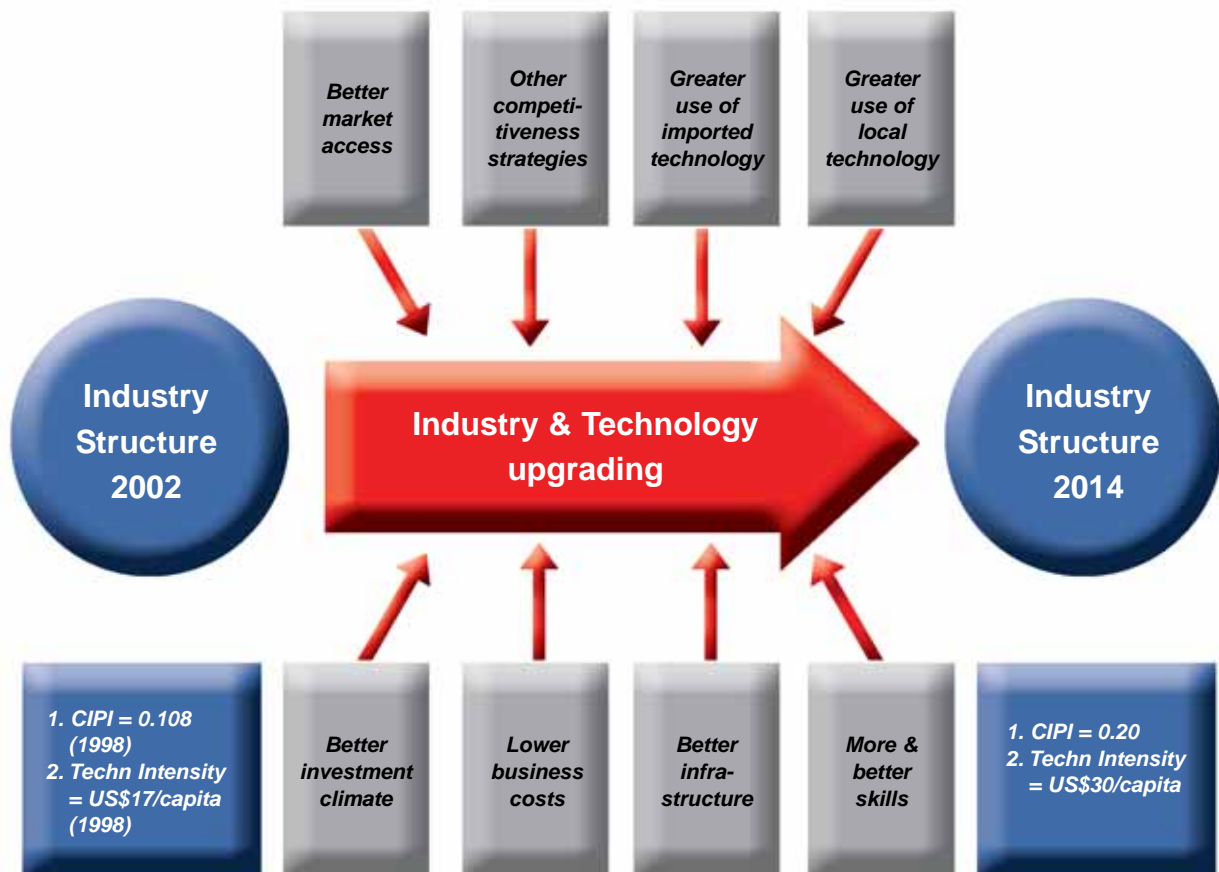 Better
market
access
Other
competi-
tiveness
strategies
Greater
use of
imported
technology
Greater
use of
local
technology
Industry
Structure
2002
Industry & Technology
upgrading
Industry
Structure
2014
1. CIPI = 0.108
(1998)
2. Techn Intensity
= US$17/capita
(1998)
Better
investment
climate
Lower
business
costs
Better
infra-
structure
More &
better
skills
1. CIPI = 0.20
2. Techn Intensity
= US$30/capita